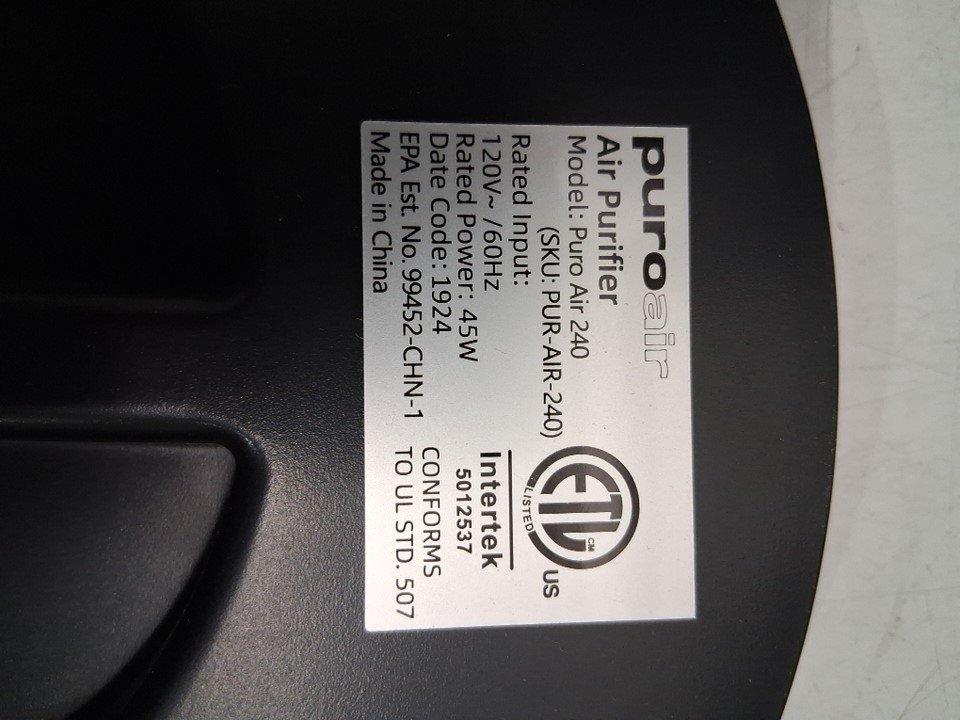 puroair
Air Purifier
Model: Puro Air 240
(SKU: PUR-AIR-240)
Rated Input:
120V~ /60Hz
Rated Power: 45W
Date Code: 1924
EPA Est. No. 99452-CHN-1
Made in China
ETL CM
LISTED
US
Intertek
5012537
CONFORMS
TO UL STD. 507